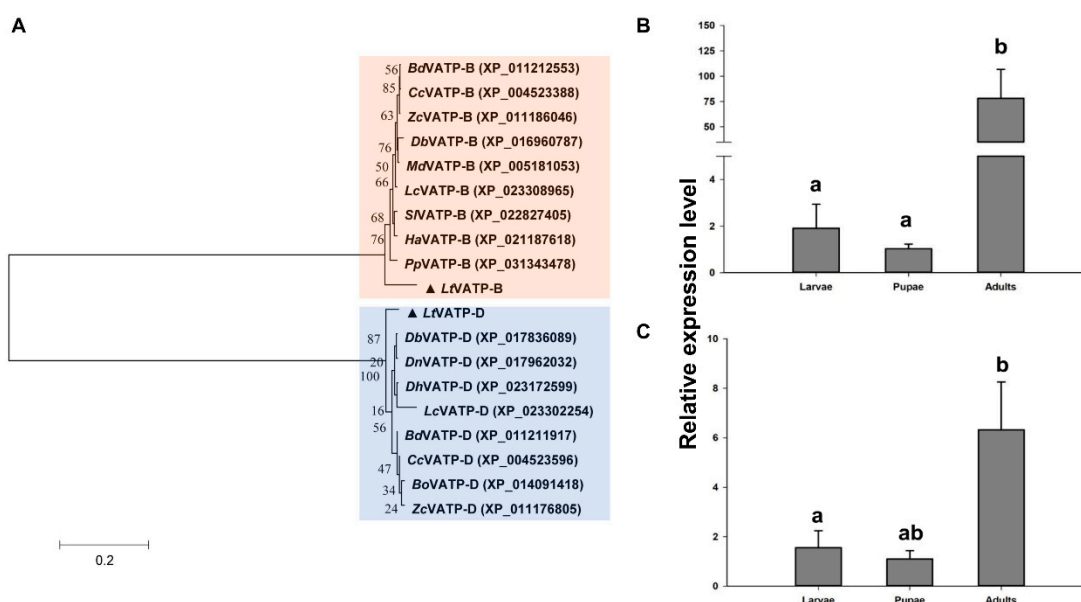 A
56
BdVATP-B (XP_011212553)
85
CcVATP-B (XP_004523388)
63
ZcVATP-B (XP_011186046)
76
DbVATP-B (XP_016960787)
50
MdVATP-B (XP_005181053)
66
LcVATP-B (XP_023308965)
68
SlVATP-B (XP_022827405)
76
HaVATP-B (XP_021187618)
PpVATP-B (XP_031343478)
▲ LtVATP-B
▲ LtVATP-D
87
DbVATP-D (XP_017836089)
20
DnVATP-D (XP_017962032)
100
DhVATP-D (XP_023172599)
16
LcVATP-D (XP_023302254)
56
BdVATP-D (XP_011211917)
47
CcVATP-D (XP_004523596)
34
BoVATP-D (XP_014091418)
24
ZcVATP-D (XP_011176805)
0.2
Relative expression level
B
150
125
100
75
50
4
2
0
a
a
b
Larvae Pupae Adults
C
10
8
6
4
2
0
a
ab
b
Larvae Pupae Adults